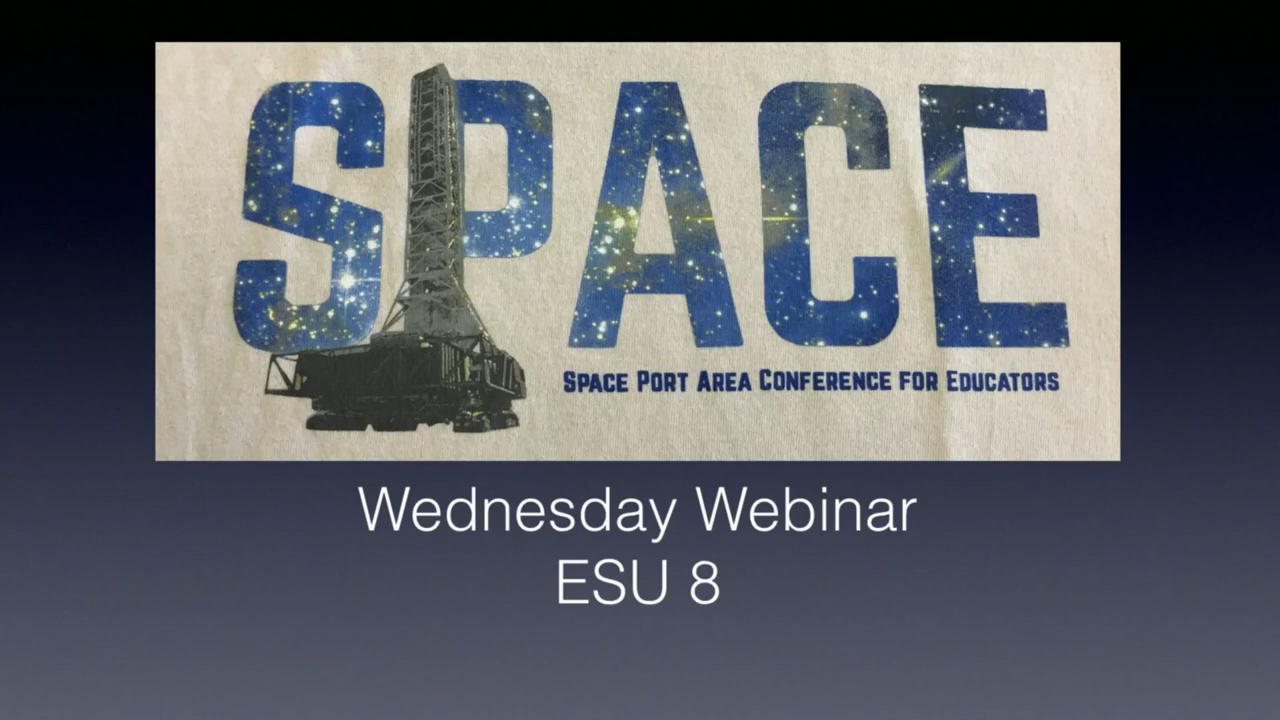 SPACE
SPACE PORT AREA CONFERENCE FOR EDUCATORS
Wednesday Webinar
ESU 8